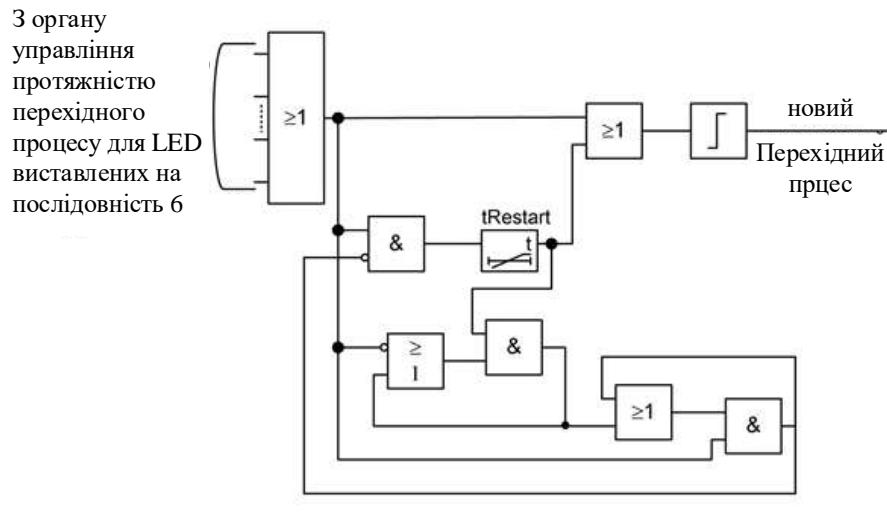 З органу
управління
протяжністю
перехідного
процесу для LED
виставлених на
послідовність 6
≥1
≥1
новий
Перехідний
прцес
tRestart
&
t
≥
1
&
≥1
&